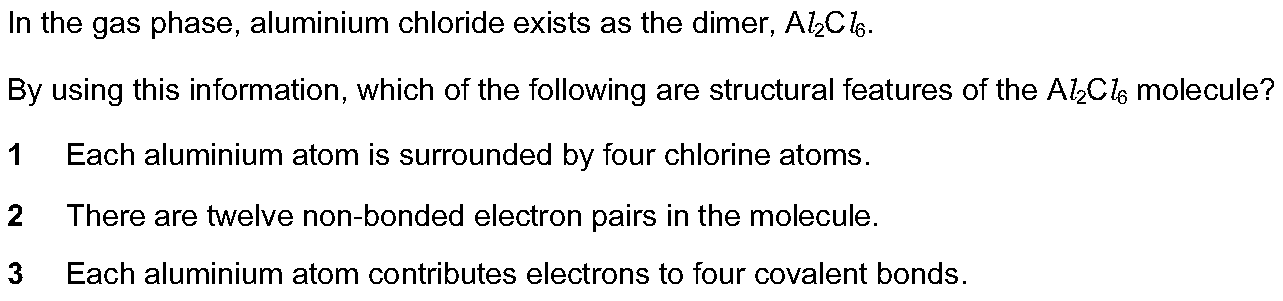 In the gas phase, aluminium chloride exists as the dimer, Al₂Cl₆.
By using this information, which of the following are structural features of the Al₂Cl₆ molecule?
1 Each aluminium atom is surrounded by four chlorine atoms.
2 There are twelve non-bonded electron pairs in the molecule.
3 Each aluminium atom contributes electrons to four covalent bonds.